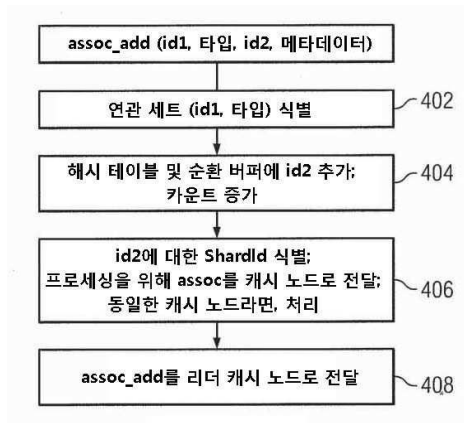 assoc_add (id1, 타입, id2, 메타데이터)
연관 세트 (id1, 타입) 식별
402
해시 테이블 및 순환 버퍼에 id2 추가;
카운트 증가
404
id2에 대한 ShardId 식별;
프로세싱을 위해 assoc를 캐시 노드로 전달;
동일한 캐시 노드라면, 처리
406
assoc_add를 리더 캐시 노드로 전달
408